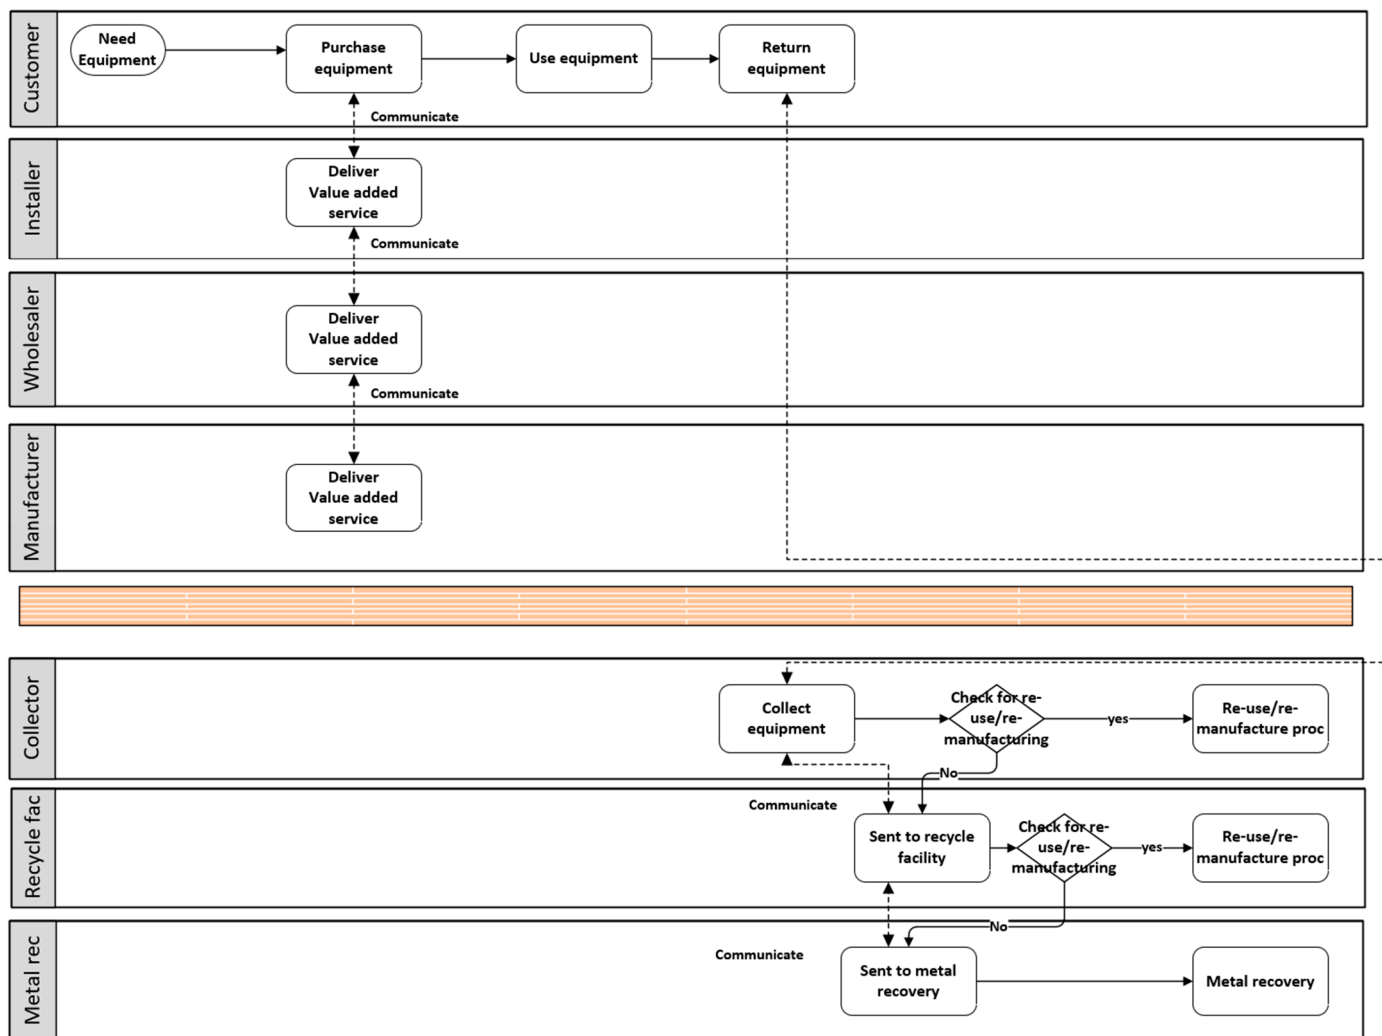 Customer
Need
Equipment
Purchase
equipment
Use equipment
Return
equipment
Communicate
Installer
Deliver
Value added
service
Communicate
Wholesaler
Deliver
Value added
service
Communicate
Manufacturer
Deliver
Value added
service
Collector
Collect
equipment
Check for re-
use/re-
manufacturing
yes
Re-use/re-
manufacture proc
No
Communicate
Recycle fac
Sent to recycle
facility
Check for re-
use/re-
manufacturing
yes
Re-use/re-
manufacture proc
No
Communicate
Metal rec
Sent to metal
recovery
Metal recovery